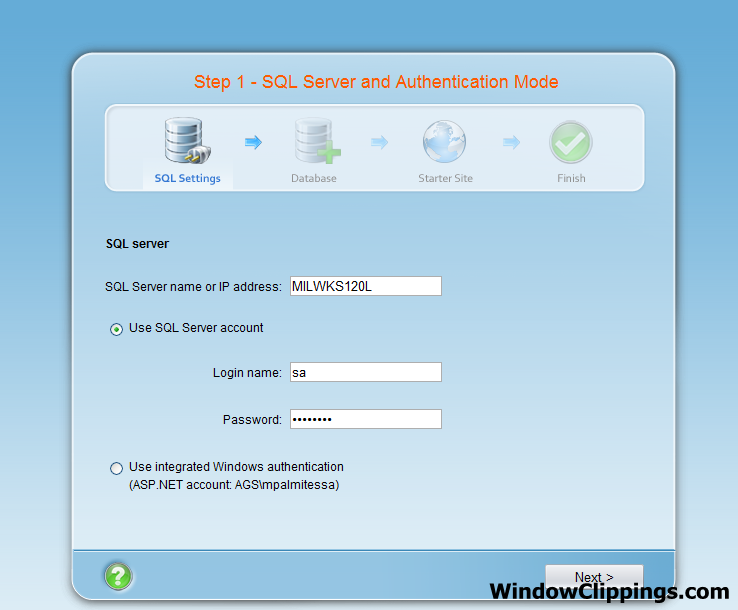 Step 1 - SQL Server and Authentication Mode
SQL Settings
Database
Starter Site
Finish
SQL server
SQL Server name or IP address: MILWKS120L
Use SQL Server account
Login name: sa
Password: ••••••••
Use integrated Windows authentication
(ASP.NET account: AGS\mpalmitessa)
?
Next >
WindowClippings.com